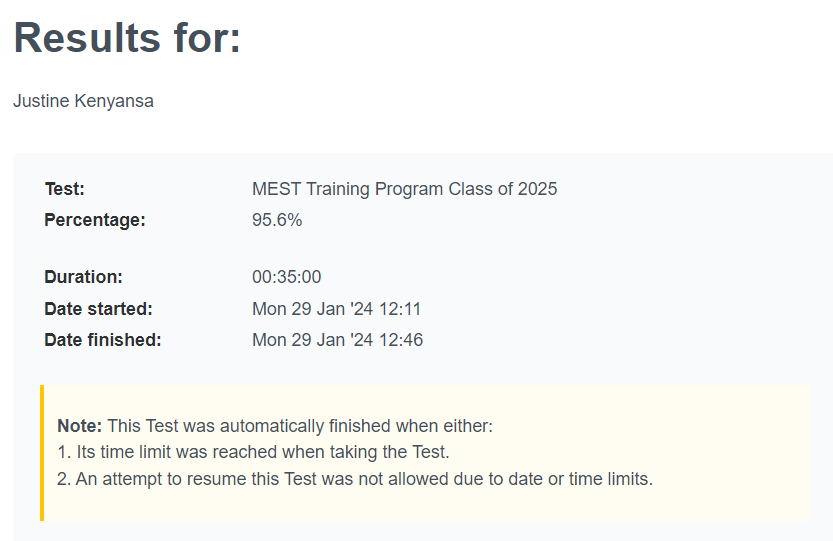 Results for:
Justine Kenyansa
Test: MEST Training Program Class of 2025
Percentage: 95.6%
Duration: 00:35:00
Date started: Mon 29 Jan '24 12:11
Date finished: Mon 29 Jan '24 12:46
Note: This Test was automatically finished when either:
1. Its time limit was reached when taking the Test.
2. An attempt to resume this Test was not allowed due to date or time limits.